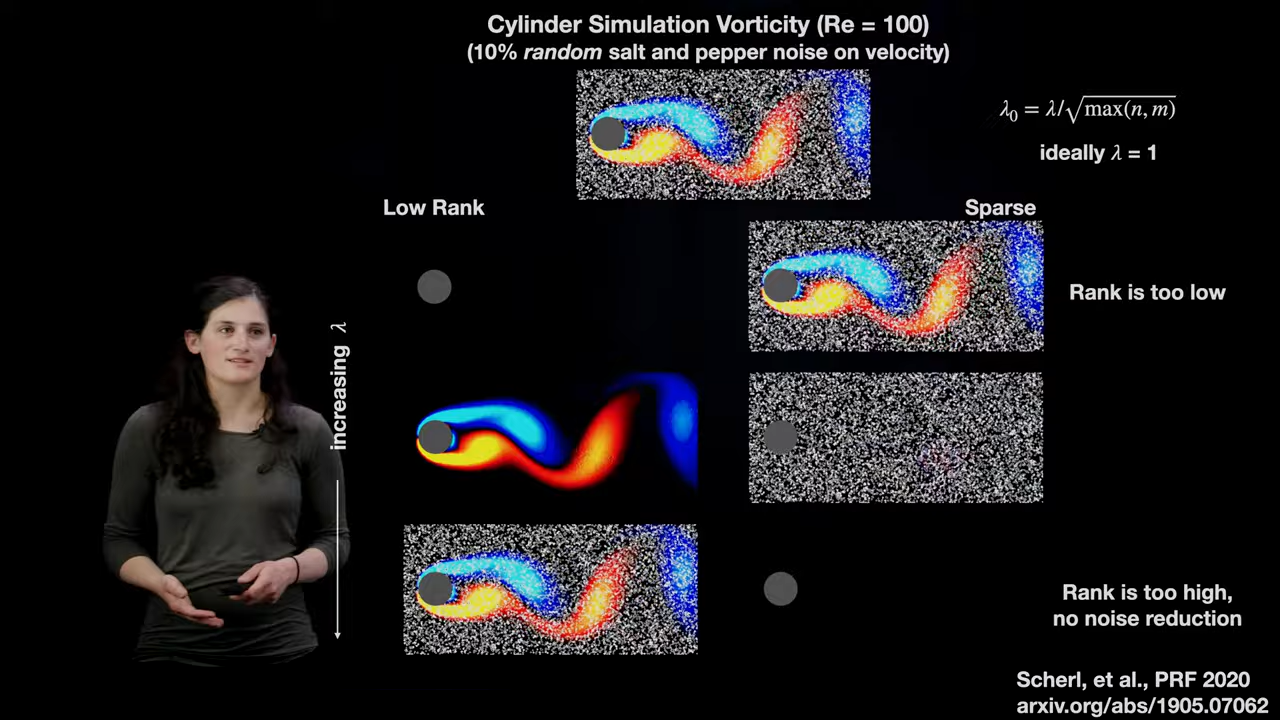 Cylinder Simulation Vorticity (Re = 100)
(10% random salt and pepper noise on velocity)
λ₀ = λ/√max(n, m)
ideally λ = 1
Low Rank
Sparse
Rank is too low
increasing λ
Rank is too high,
no noise reduction
Scherl, et al., PRF 2020
arxiv.org/abs/1905.07062